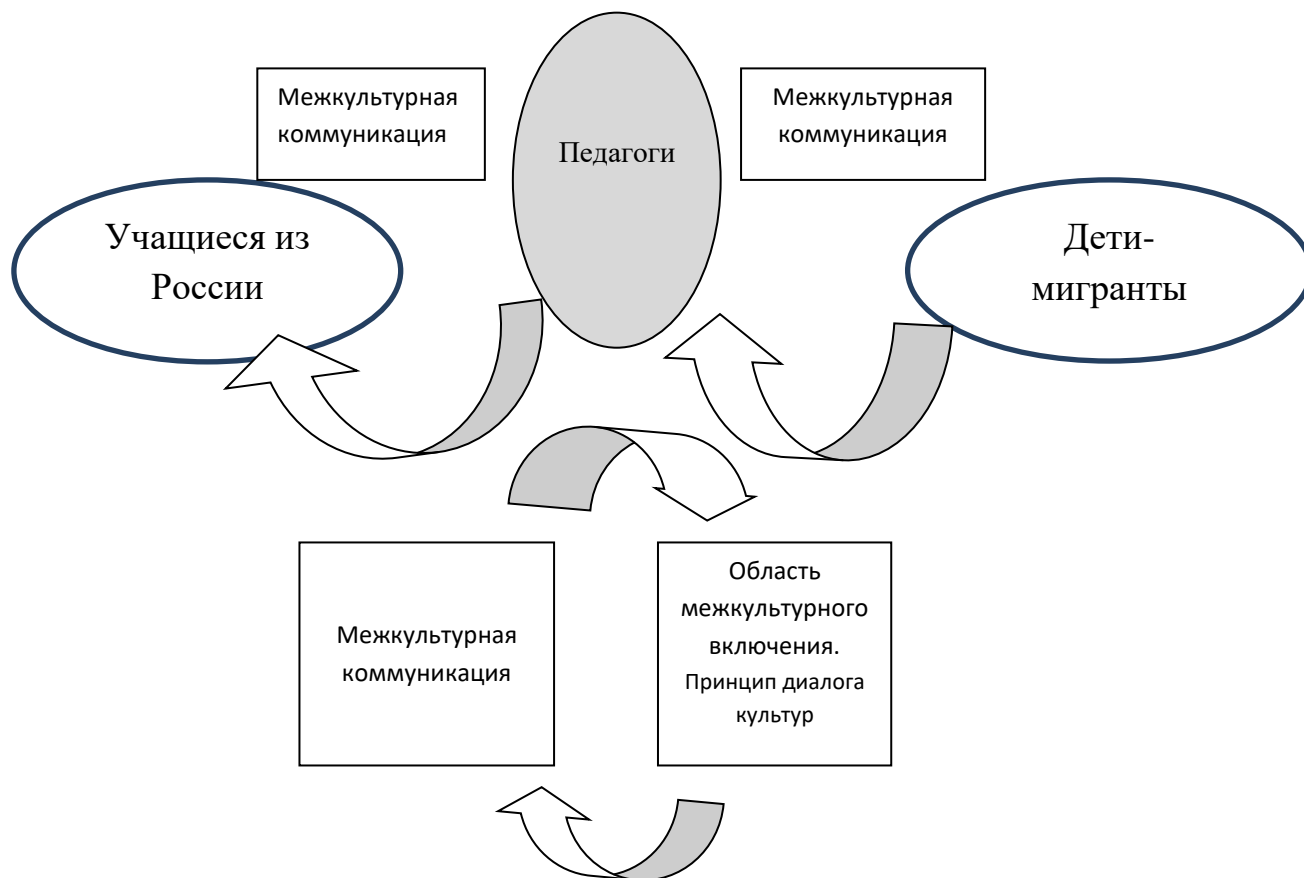 Межкультурная
коммуникация
Педагоги
Межкультурная
коммуникация
Учащиеся из
России
Дети-
мигранты
Межкультурная
коммуникация
Область
межкультурного
включения.
Принцип диалога
культур